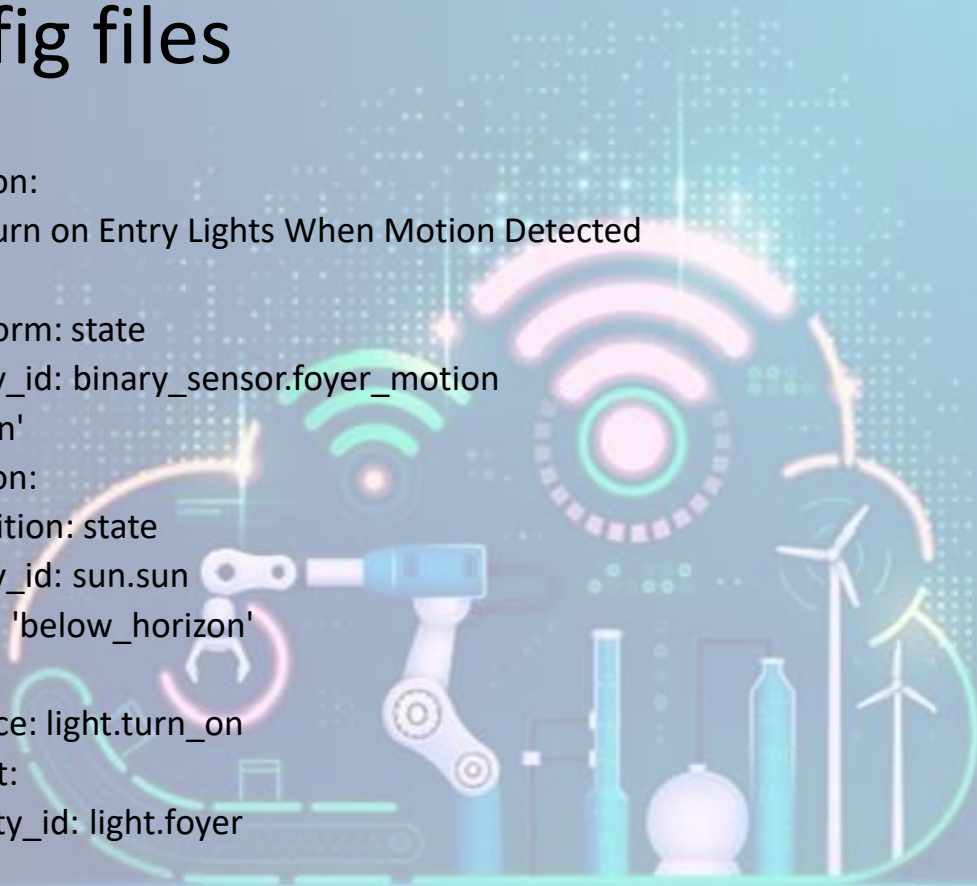 fig files
on:
urn on Entry Lights When Motion Detected
orm: state
y_id: binary_sensor.foyer_motion
n'
on:
ition: state
y_id: sun.sun
'below_horizon'
ce: light.turn_on
t:
ty_id: light.foyer